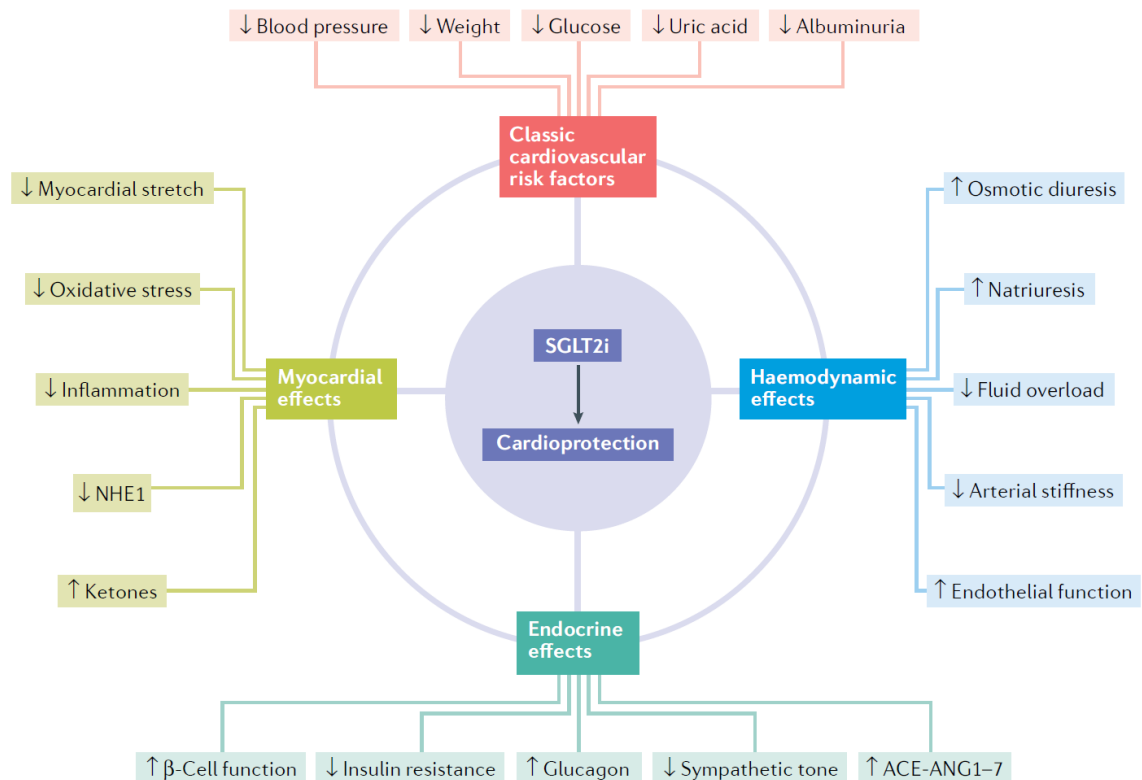 ↓ Blood pressure
↓ Weight
↓ Glucose
↓ Uric acid
↓ Albuminuria
Classic
cardiovascular
risk factors
↓ Myocardial stretch
↓ Oxidative stress
↓ Inflammation
↓ NHE1
↑ Ketones
Myocardial
effects
SGLT2i
Cardioprotection
Haemodynamic
effects
↑ Osmotic diuresis
↑ Natriuresis
↓ Fluid overload
↓ Arterial stiffness
↑ Endothelial function
Endocrine
effects
↑ β-Cell function
↓ Insulin resistance
↑ Glucagon
↓ Sympathetic tone
↑ ACE-ANG1–7